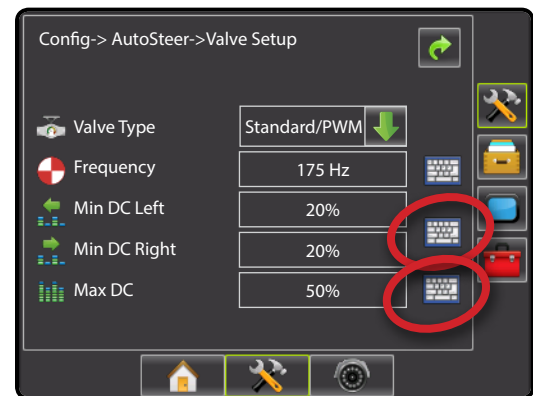 Config-> AutoSteer->Valve Setup
Valve Type
Standard/PWM
Frequency
175 Hz
Min DC Left
20%
Min DC Right
20%
Max DC
50%